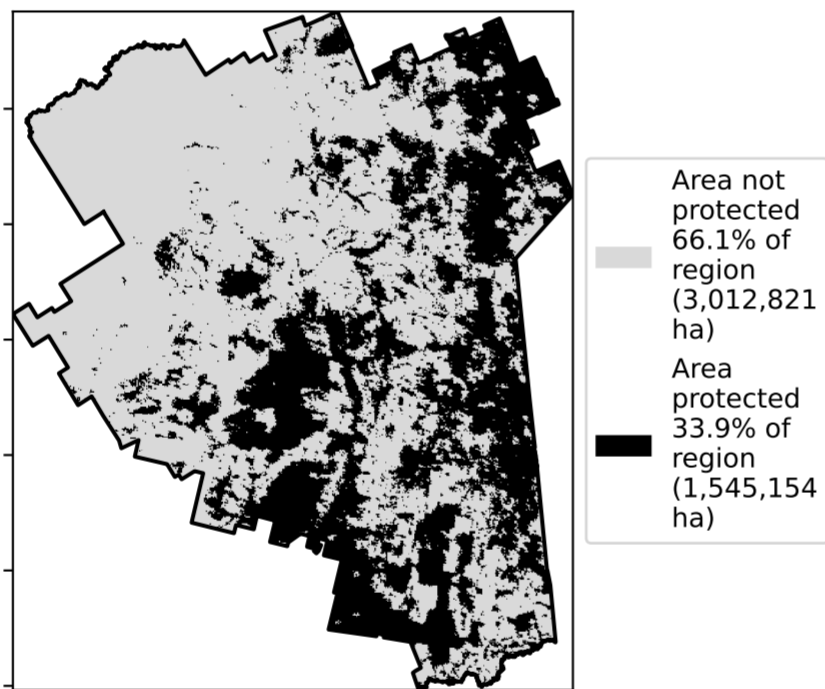 Area not
protected
66.1% of
region
(3,012,821
ha)
Area
protected
33.9% of
region
(1,545,154
ha)